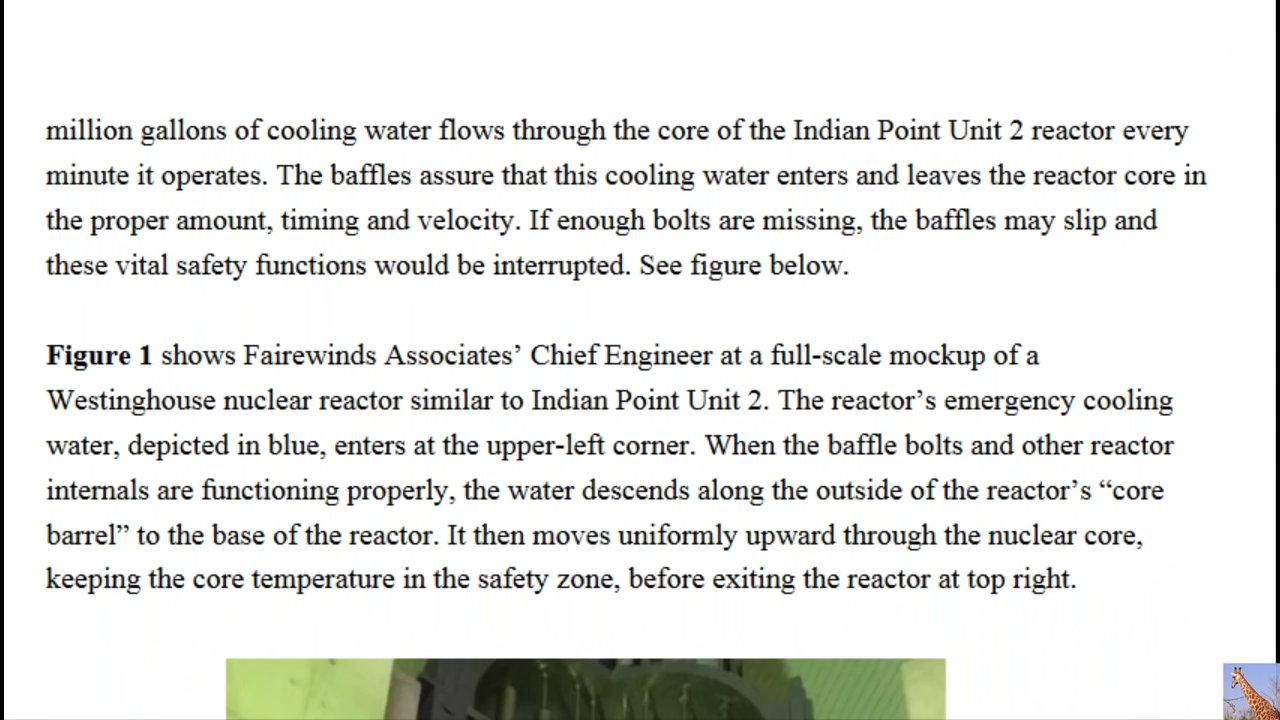 million gallons of cooling water flows through the core of the Indian Point Unit 2 reactor every
minute it operates. The baffles assure that this cooling water enters and leaves the reactor core in
the proper amount, timing and velocity. If enough bolts are missing, the baffles may slip and
these vital safety functions would be interrupted. See figure below.
Figure 1 shows Fairewinds Associates’ Chief Engineer at a full-scale mockup of a
Westinghouse nuclear reactor similar to Indian Point Unit 2. The reactor’s emergency cooling
water, depicted in blue, enters at the upper-left corner. When the baffle bolts and other reactor
internals are functioning properly, the water descends along the outside of the reactor’s “core
barrel” to the base of the reactor. It then moves uniformly upward through the nuclear core,
keeping the core temperature in the safety zone, before exiting the reactor at top right.